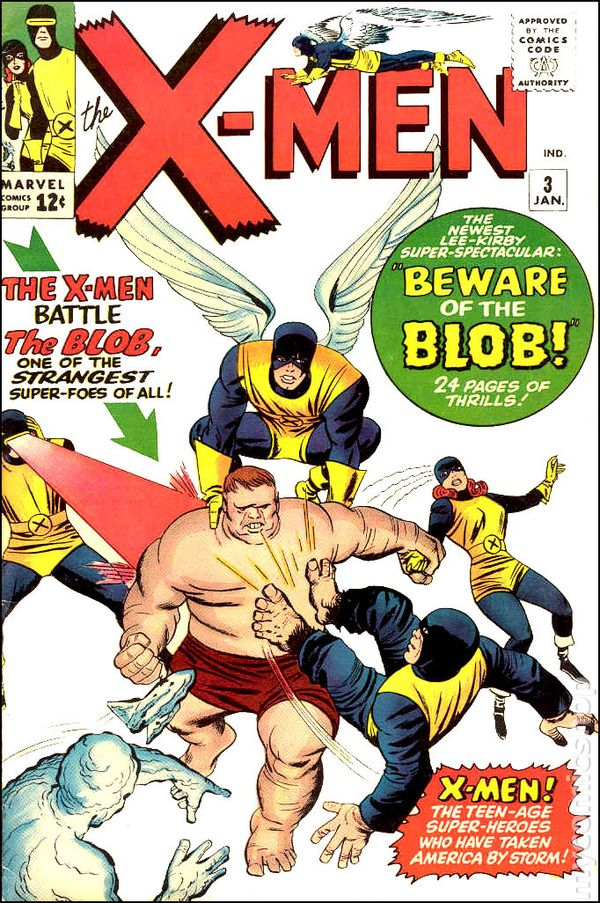 APPROVED
BY THE
COMICS
CODE
CA
AUTHORITY
the
X-MEN
MARVEL
COMICS
GROUP 12¢
IND.
3
JAN.
THE
NEWEST
LEE-KIRBY
SUPER-SPECTACULAR:
"BEWARE
OF THE
BLOB!"
24 PAGES OF
THRILLS!
THE X-MEN
BATTLE
The BLOB,
ONE OF THE
STRANGEST
SUPER-FOES OF ALL!
X-MEN!
THE TEEN-AGE
SUPER-HEROES
WHO HAVE TAKEN
AMERICA BY STORM!
mycomicshop